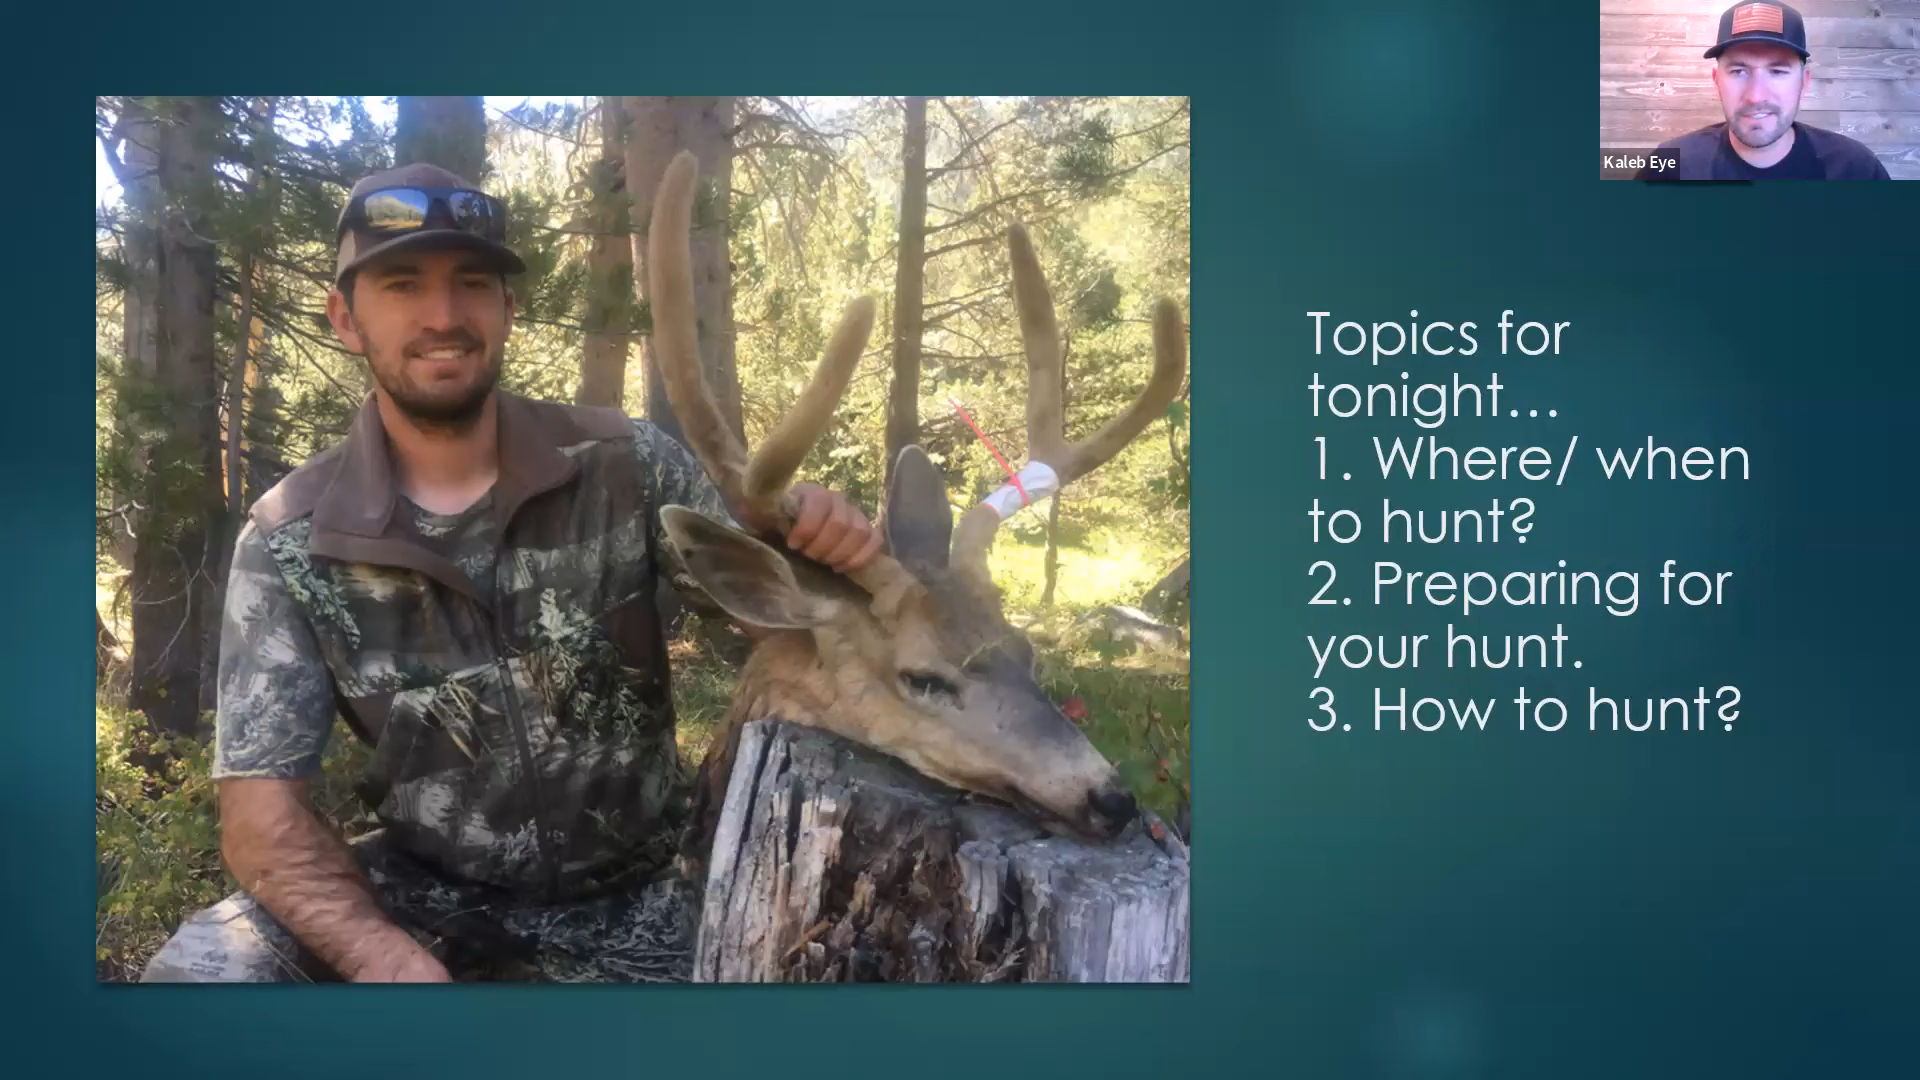 Kaleb Eye
Topics for
tonight...
1. Where/ when
to hunt?
2. Preparing for
your hunt.
3. How to hunt?